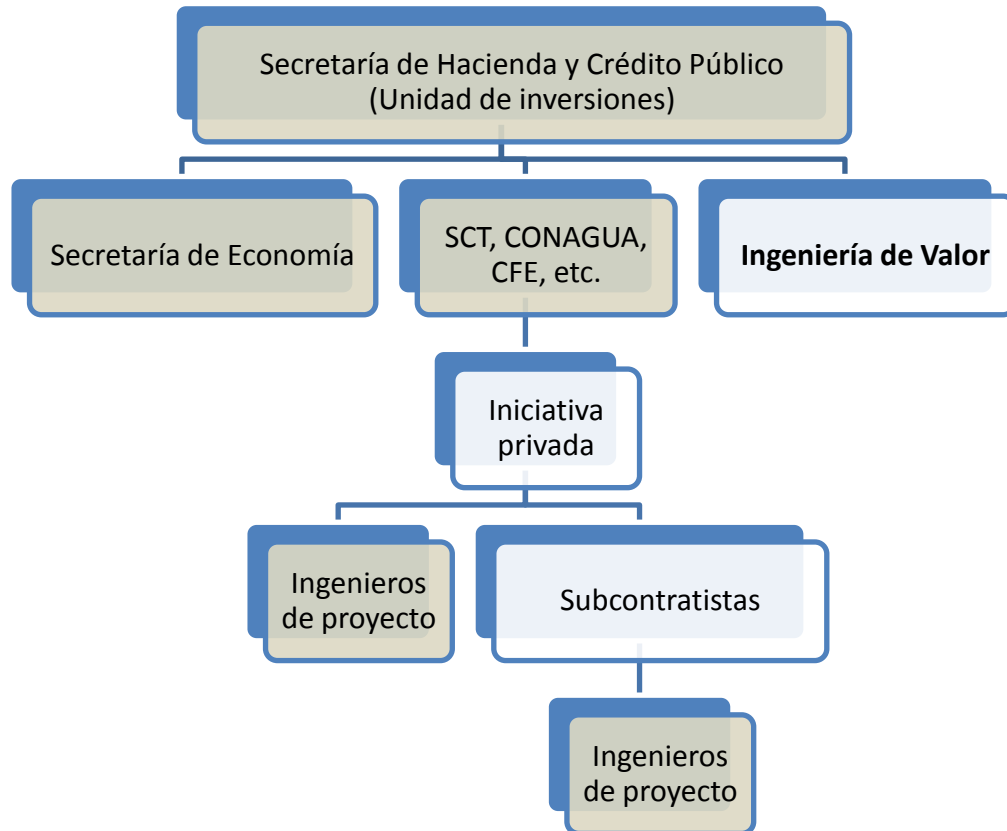 Secretaría de Hacienda y Crédito Público
(Unidad de inversiones)
Secretaría de Economía
SCT, CONAGUA,
CFE, etc.
Ingeniería de Valor
Iniciativa
privada
Ingenieros
de proyecto
Subcontratistas
Ingenieros
de proyecto